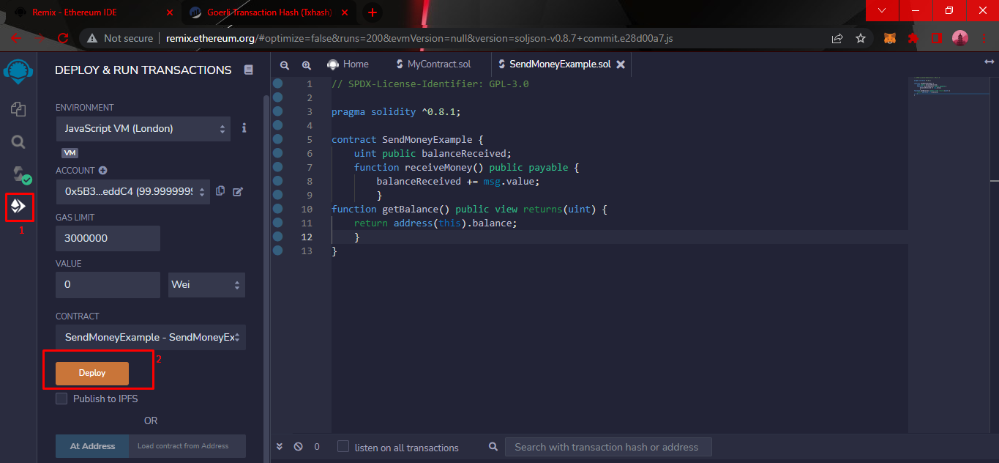 Remix - Ethereum IDE
Goerli Transaction Hash (Txhash)
Not secure
remix.ethereum.org/#optimize=false&runs=200&evmVersion=null&version=soljson-v0.8.7+commit.e28d00a7.js
DEPLOY & RUN TRANSACTIONS
ENVIRONMENT
JavaScript VM (London)
VM
ACCOUNT
0x5B3...eddC4 (99.9999999
GAS LIMIT
3000000
VALUE
0
Wei
CONTRACT
SendMoneyExample - SendMoneyEx
1
2
Deploy
Publish to IPFS
OR
At Address
Load contract from Address
Home
MyContract.sol
SendMoneyExample.sol
1 // SPDX-License-Identifier: GPL-3.0
2
3 pragma solidity ^0.8.1;
4
5 contract SendMoneyExample {
6 uint public balanceReceived;
7 function receiveMoney() public payable {
8 balanceReceived += msg.value;
9 }
10 function getBalance() public view returns(uint) {
11 return address(this).balance;
12 }
13 }
0
listen on all transactions
Search with transaction hash or address